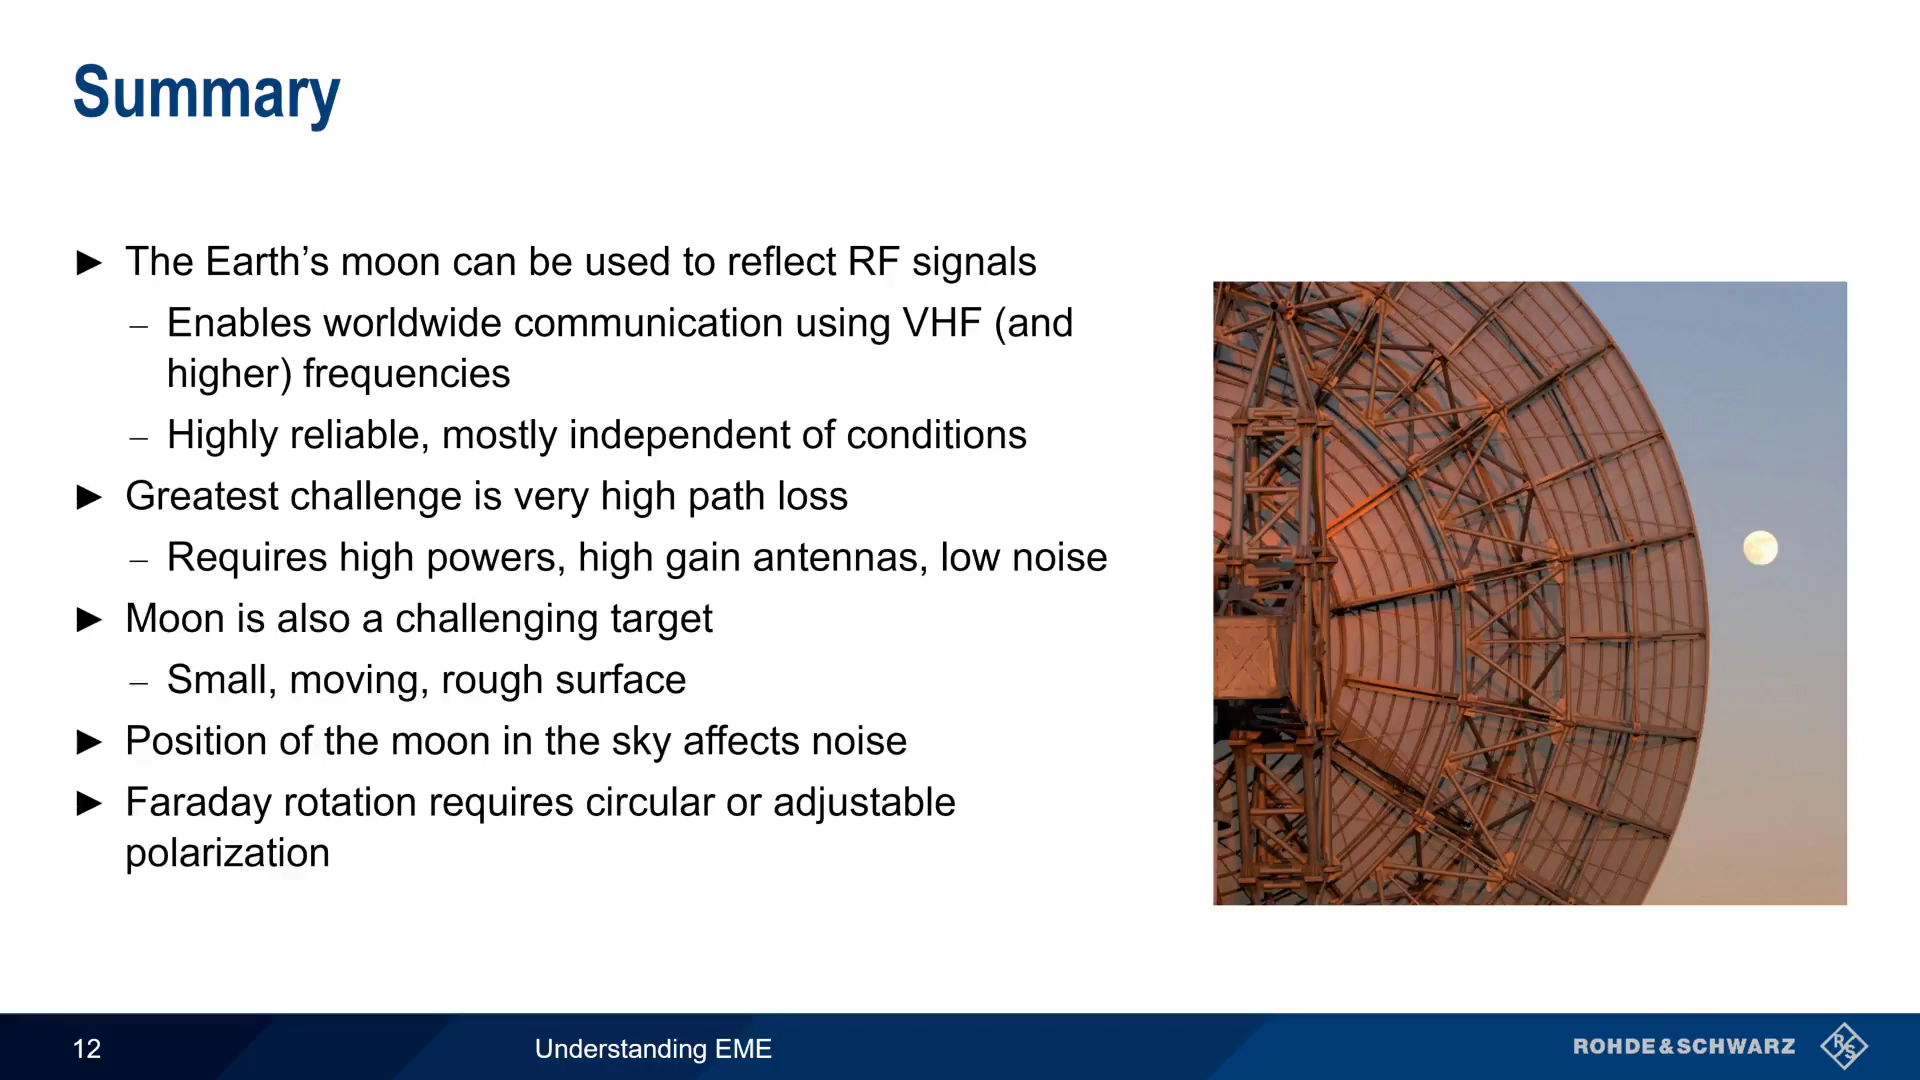 Summary
► The Earth’s moon can be used to reflect RF signals
– Enables worldwide communication using VHF (and
higher) frequencies
– Highly reliable, mostly independent of conditions
► Greatest challenge is very high path loss
– Requires high powers, high gain antennas, low noise
► Moon is also a challenging target
– Small, moving, rough surface
► Position of the moon in the sky affects noise
► Faraday rotation requires circular or adjustable
polarization
12
Understanding EME
ROHDE&SCHWARZ
R
S